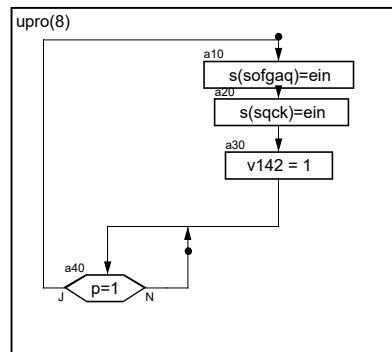 upro(8)
a10
s(sofgaq)=ein
a20
s(sqck)=ein
a30
v142 = 1
a40
J p=1 N